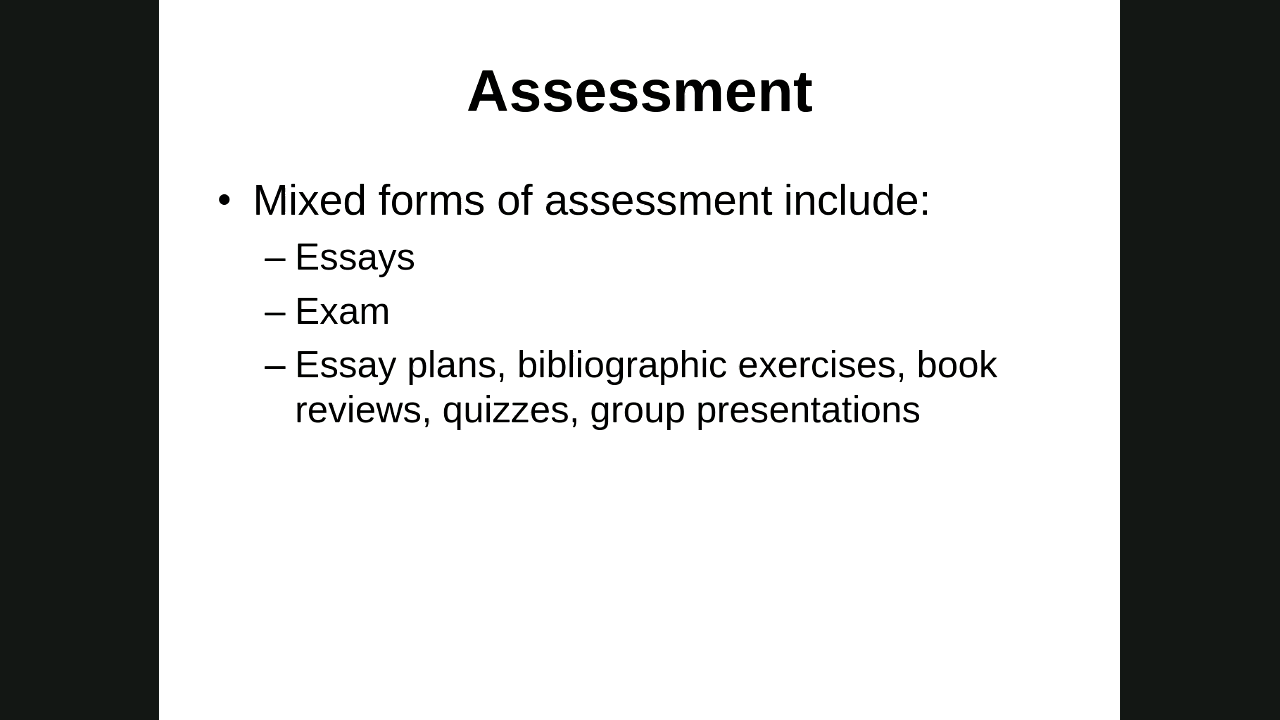 Assessment
• Mixed forms of assessment include:
– Essays
– Exam
– Essay plans, bibliographic exercises, book
reviews, quizzes, group presentations